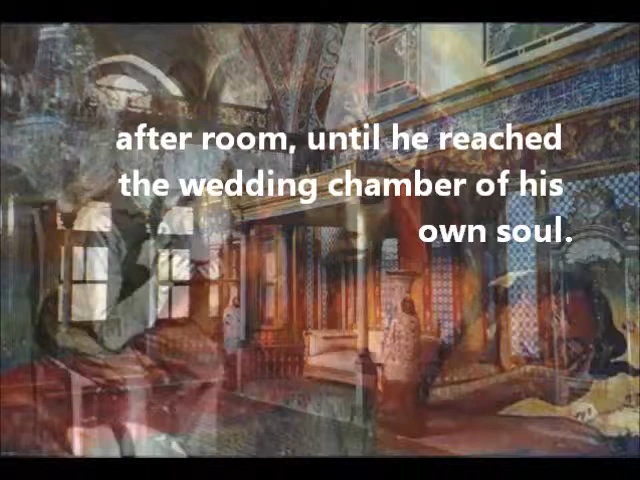 after room, until he reached
the wedding chamber of his
own soul.